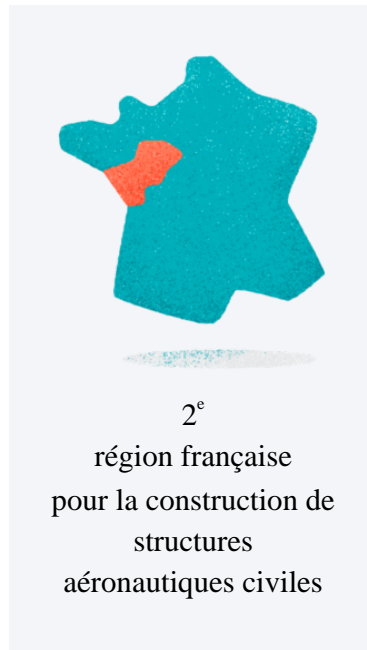 2e
région française
pour la construction de
structures
aéronautiques civiles